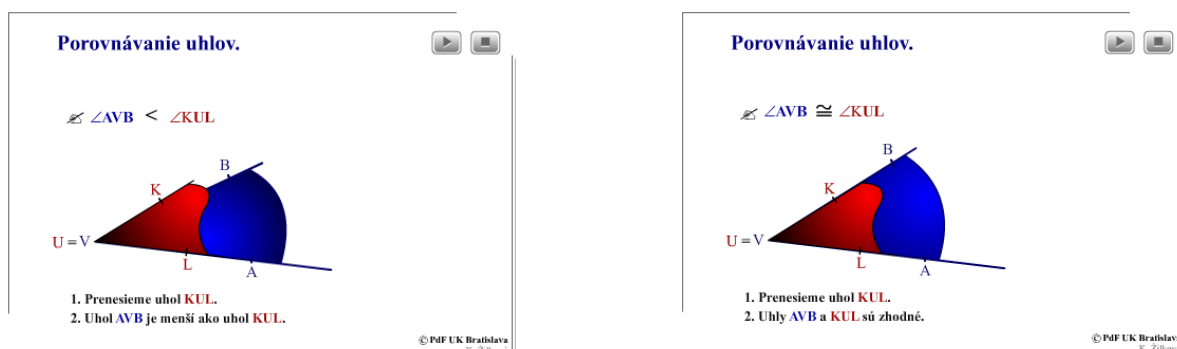 Porovnávanie uhlov.
∠AVB < ∠KUL
B
K
U = V
L
A
1. Prenesieme uhol KUL.
2. Uhol AVB je menší ako uhol KUL.
© PdF UK Bratislava
Porovnávanie uhlov.
∠AVB ≅ ∠KUL
B
K
U = V
L
A
1. Prenesieme uhol KUL.
2. Uhly AVB a KUL sú zhodné.
© PdF UK Bratislav